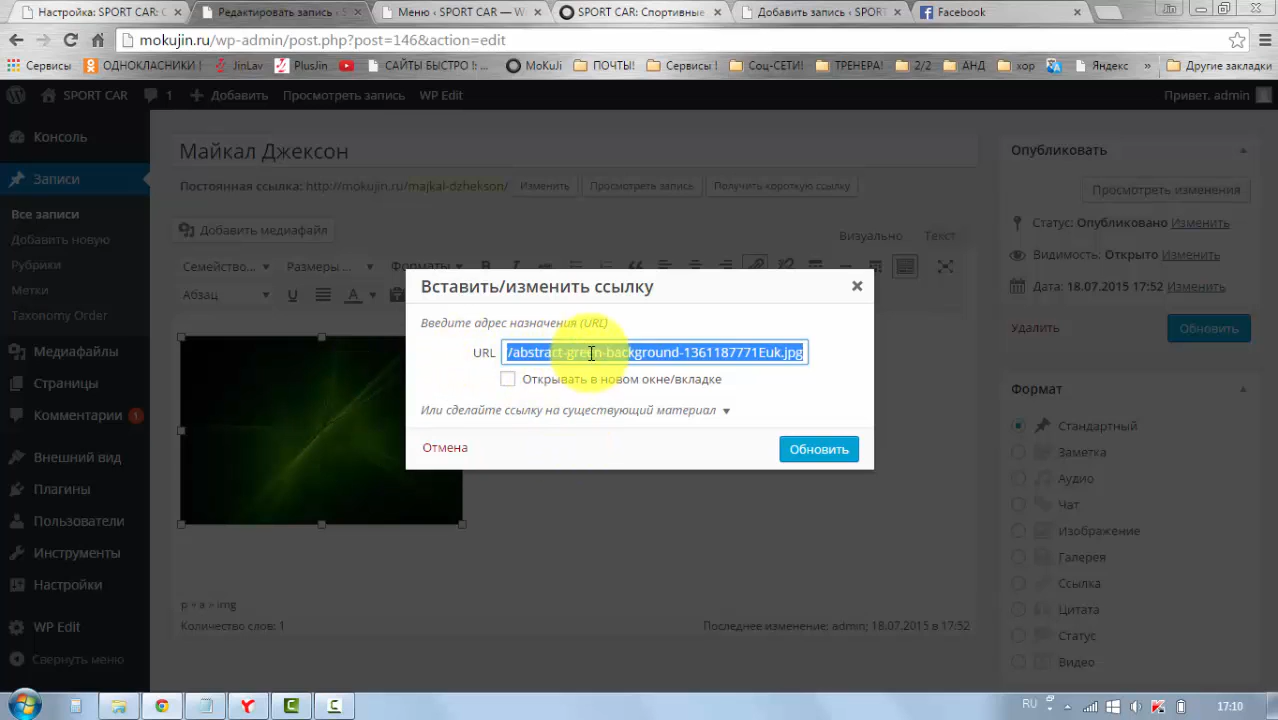 Настройка ‹ SPORT CAR
Редактировать запись ‹
Меню ‹ SPORT CAR — W
SPORT CAR: Спортивные
Добавить запись ‹ SPORT
Facebook
Jin
mokujin.ru/wp-admin/post.php?post=146&action=edit
Сервисы
ОДНОКЛАСНИКИ !
JinLav
PlusJin
САЙТЫ БЫСТРО !: ...
MoKuJi
ПОЧТЫ!
Сервисы !
Соц-СЕТИ!
ТРЕНЕРА!
2/2
АНД
хор
Яндекс
»
Другие закладки
SPORT CAR
1
Добавить
Просмотреть запись
WP Edit
Привет, admin
Консоль
Записи
Все записи
Добавить новую
Рубрики
Метки
Taxonomy Order
Медиафайлы
Страницы
Комментарии 1
Внешний вид
Плагины
Пользователи
Инструменты
Настройки
WP Edit
Свернуть меню
Майкал Джексон
Постоянная ссылка: http://mokujin.ru/majkal-dzhekson/
Изменить
Просмотреть запись
Получить короткую ссылку
Добавить медиафайл
Визуально
Текст
Семейство...
Размеры ...
Форматы
Абзац
Вставить/изменить ссылку
Введите адрес назначения (URL)
URL
/abstract-green-background-1361187771Euk.jpg
Открывать в новом окне/вкладке
Или сделайте ссылку на существующий материал
Отмена
Обновить
p » a » img
Количество слов: 1
Последнее изменение: admin; 18.07.2015 в 17:52
Опубликовать
Просмотреть изменения
Статус: Опубликовано Изменить
Видимость: Открыто Изменить
Дата: 18.07.2015 17:52 Изменить
Удалить
Обновить
Формат
Стандартный
Заметка
Аудио
Чат
Изображение
Галерея
Ссылка
Цитата
Статус
Видео
RU
17:10